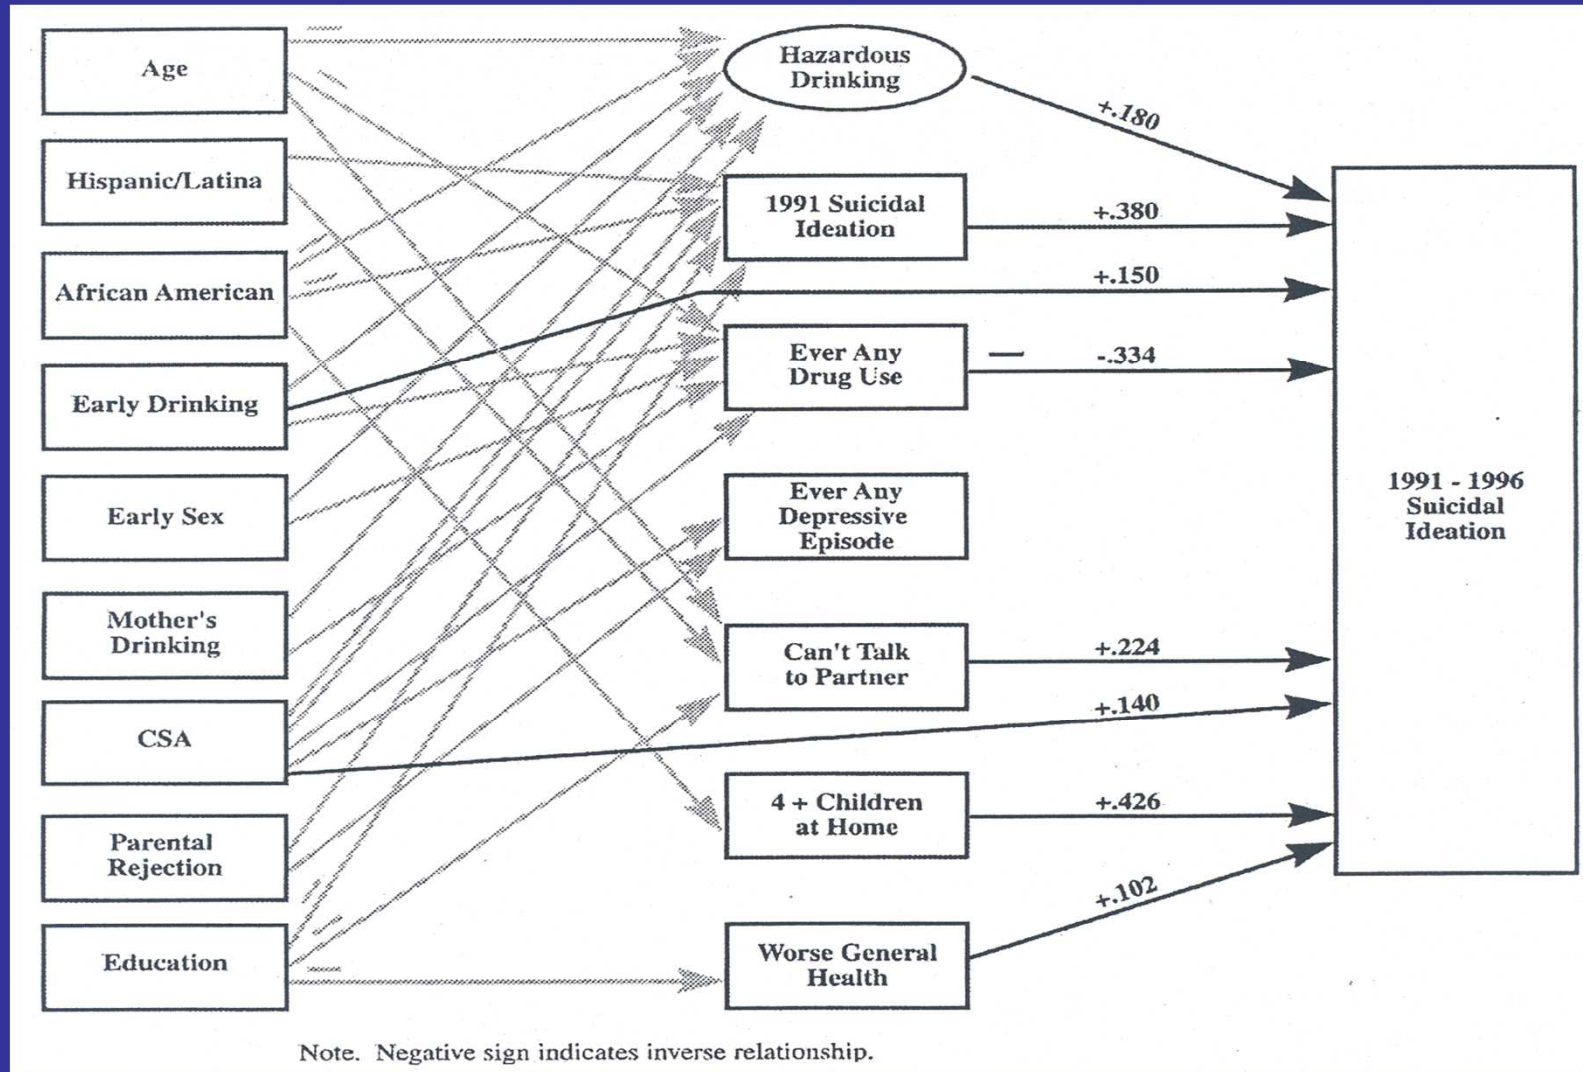 Age
Hispanic/Latina
African American
Early Drinking
Early Sex
Mother's
Drinking
CSA
Parental
Rejection
Education
Hazardous
Drinking
1991 Suicidal
Ideation
Ever Any
Drug Use
Ever Any
Depressive
Episode
Can't Talk
to Partner
4 + Children
at Home
Worse General
Health
+.180
+.380
+.150
-.334
+.224
+.140
+.426
+.102
1991 - 1996
Suicidal
Ideation
Note. Negative sign indicates inverse relationship.